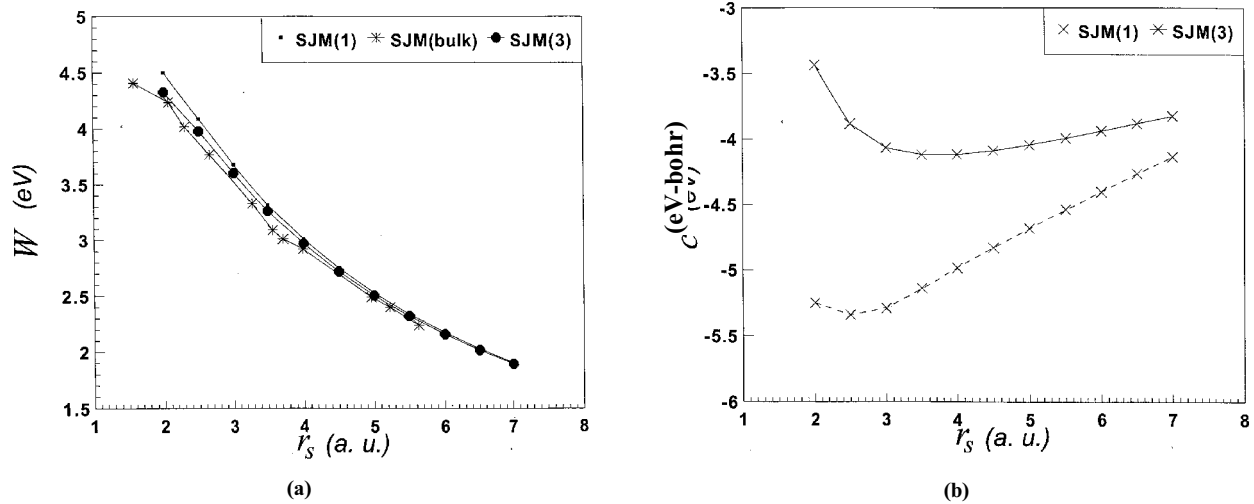 5
4.5
4
3.5
3
2.5
2
1.5
W (eV)
SJM(1) SJM(bulk) SJM(3)
1 2 3 4 5 6 7 8
r_s (a. u.)
(a)
-3
-3.5
-4
-4.5
-5
-5.5
-6
c (eV-bohr)
(eV)
SJM(1) SJM(3)
1 2 3 4 5 6 7 8
r_s (a. u.)
(b)